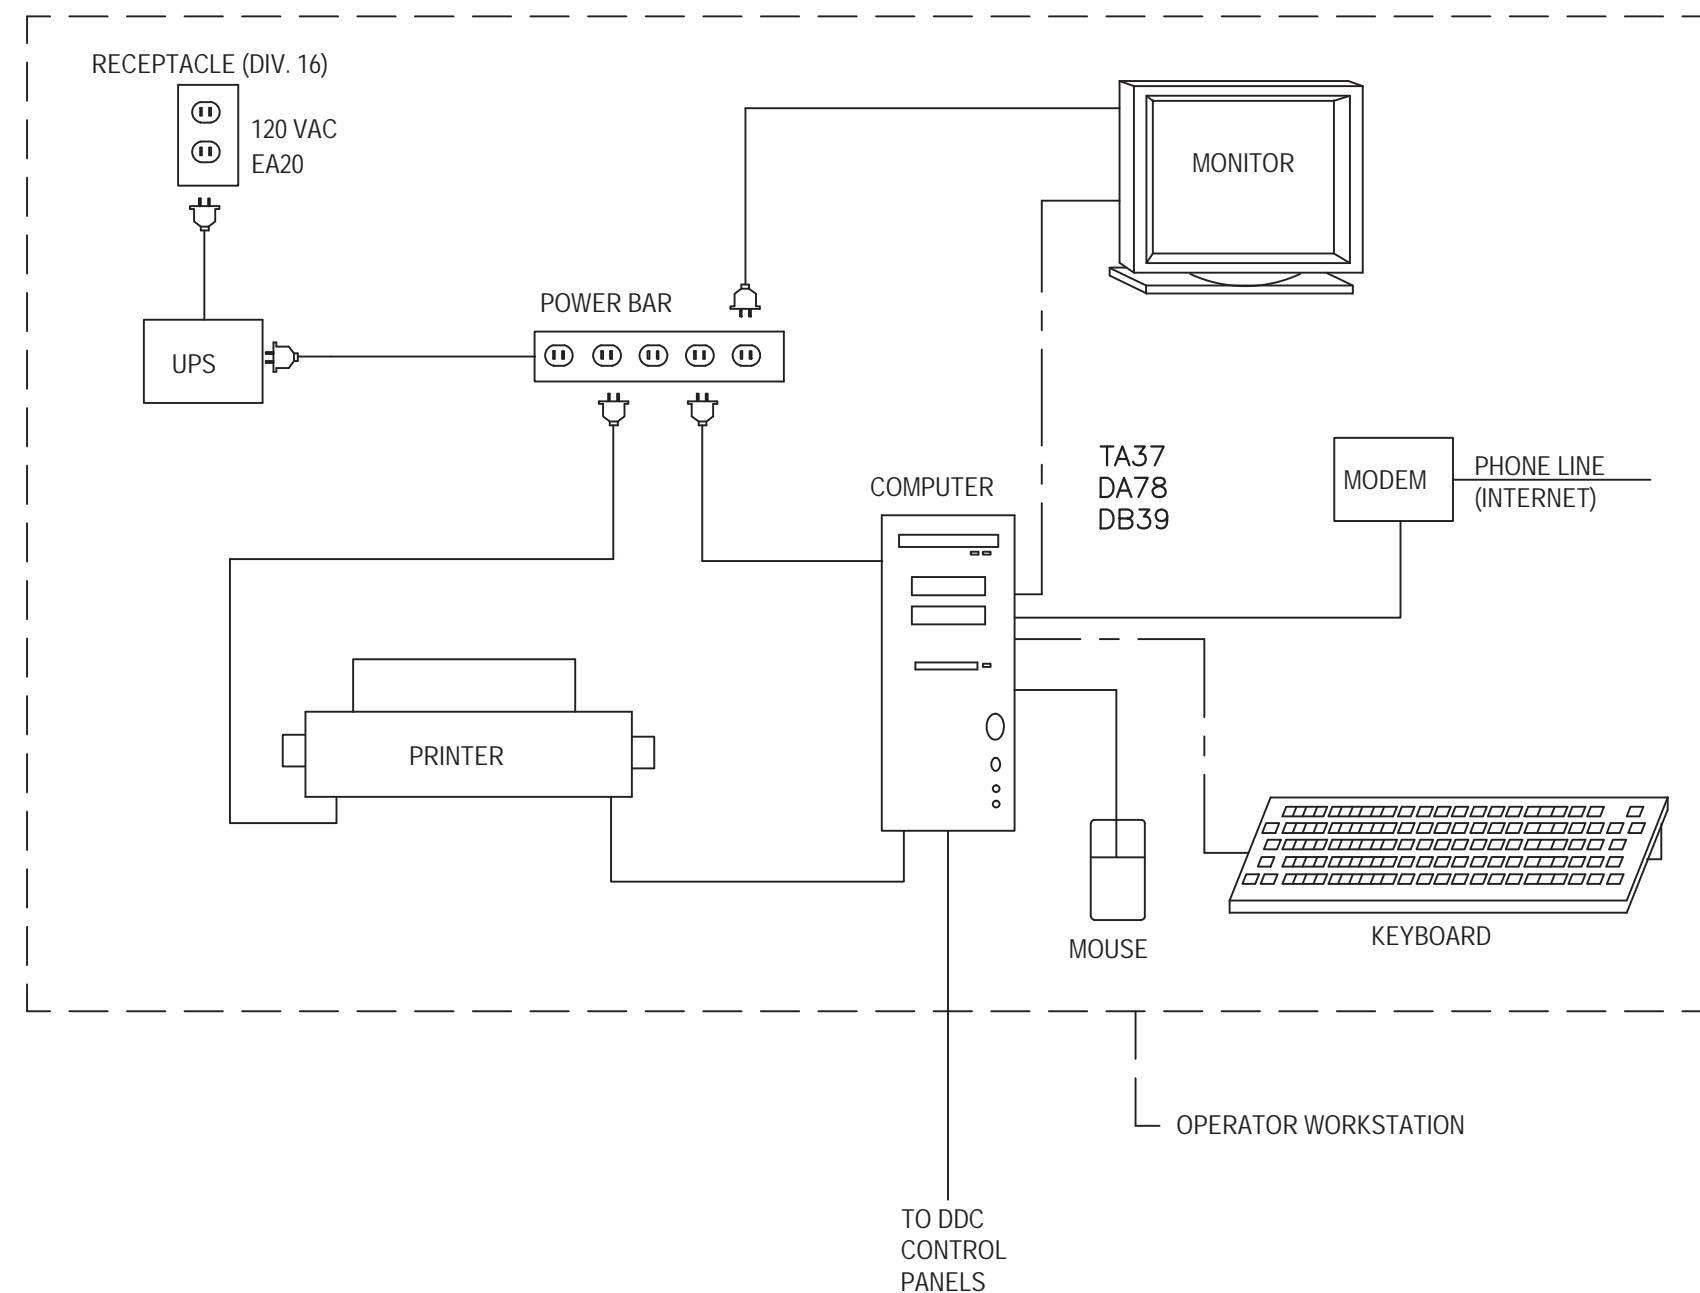 RECEPTACLE (DIV. 16)
120 VAC
EA20
MONITOR
POWER BAR
UPS
TA37
DA78
DB39
COMPUTER
MODEM
PHONE LINE
(INTERNET)
PRINTER
MOUSE
KEYBOARD
OPERATOR WORKSTATION
TO DDC
CONTROL
PANELS